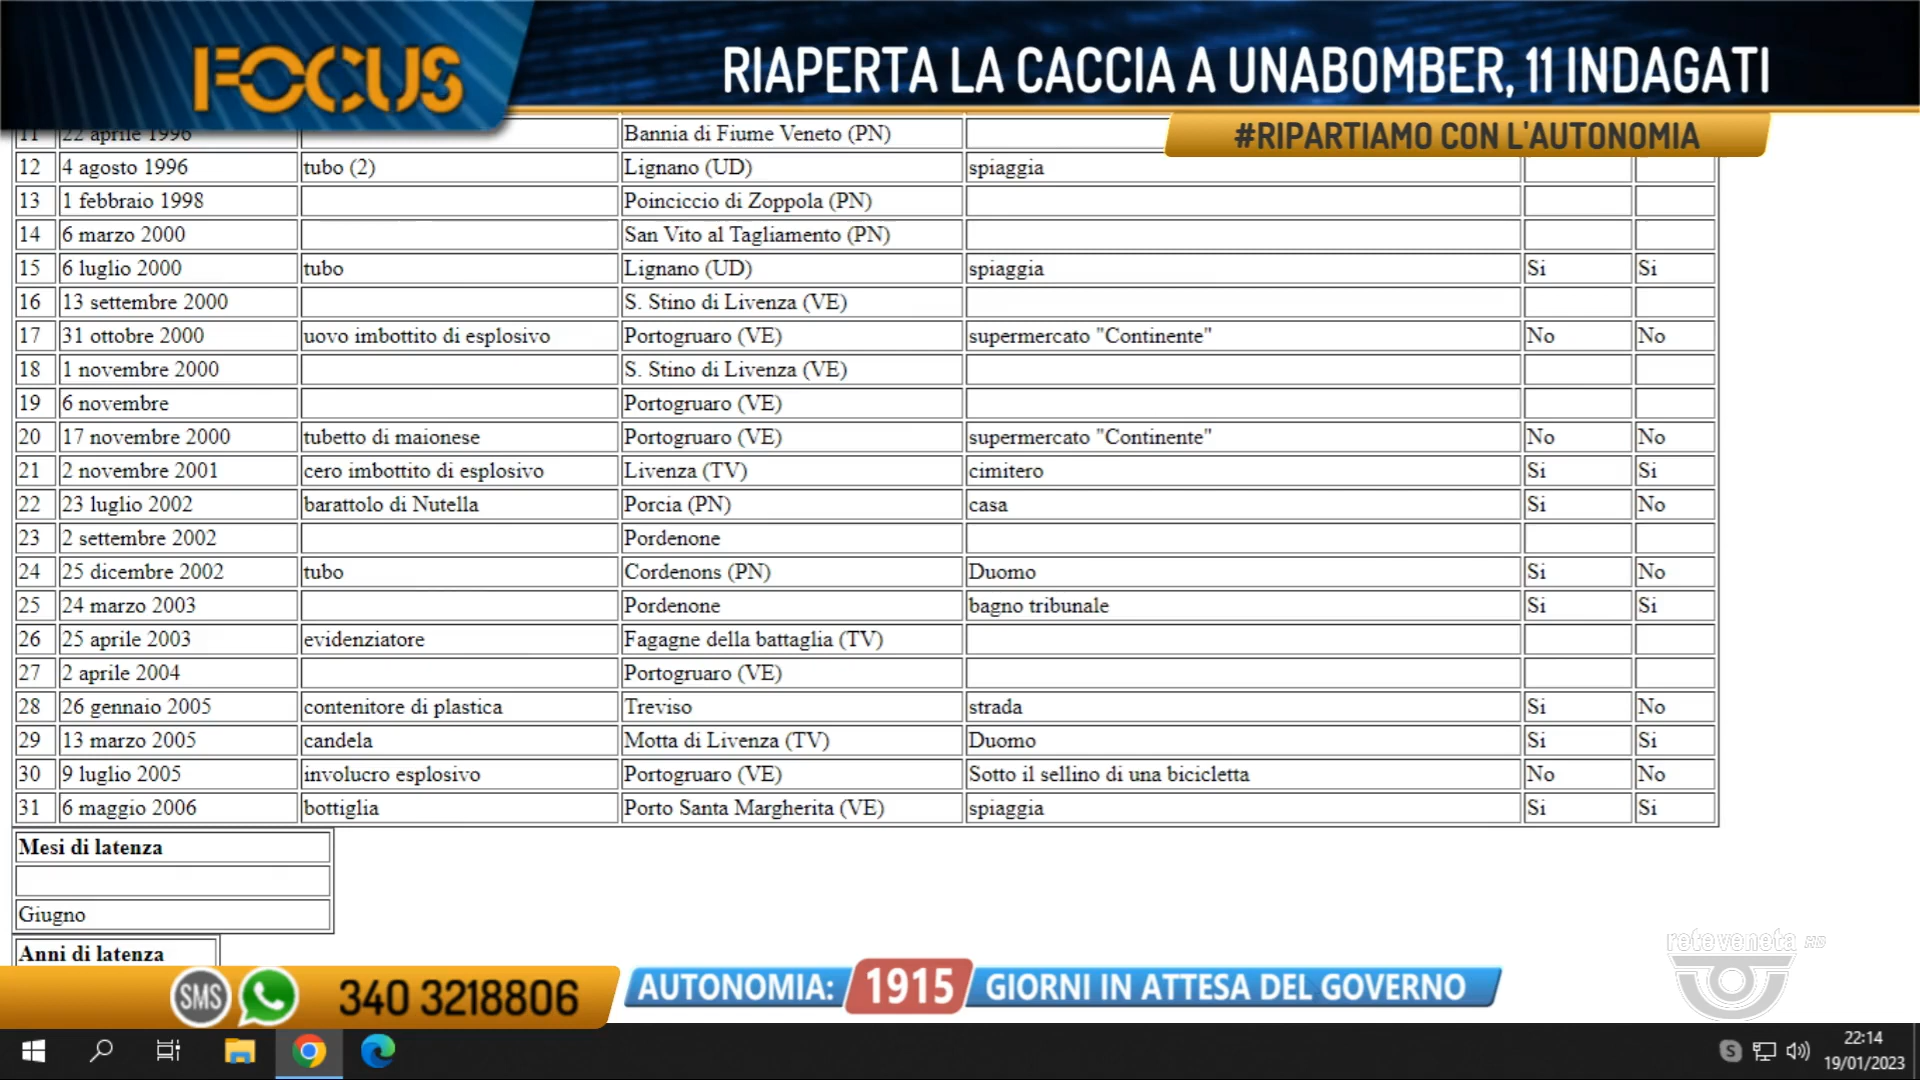 FOCUS
RIAPERTA LA CACCIA A UNABOMBER, 11 INDAGATI
#RIPARTIAMO CON L'AUTONOMIA
11 22 aprile 1996 Bannia di Fiume Veneto (PN)
12 4 agosto 1996 tubo (2) Lignano (UD) spiaggia
13 1 febbraio 1998 Poinciccio di Zoppola (PN)
14 6 marzo 2000 San Vito al Tagliamento (PN)
15 6 luglio 2000 tubo Lignano (UD) spiaggia Si Si
16 13 settembre 2000 S. Stino di Livenza (VE)
17 31 ottobre 2000 uovo imbottito di esplosivo Portogruaro (VE) supermercato "Continente" No No
18 1 novembre 2000 S. Stino di Livenza (VE)
19 6 novembre Portogruaro (VE)
20 17 novembre 2000 tubetto di maionese Portogruaro (VE) supermercato "Continente" No No
21 2 novembre 2001 cero imbottito di esplosivo Livenza (TV) cimitero Si Si
22 23 luglio 2002 barattolo di Nutella Porcia (PN) casa Si No
23 2 settembre 2002 Pordenone
24 25 dicembre 2002 tubo Cordenons (PN) Duomo Si No
25 24 marzo 2003 Pordenone bagno tribunale Si Si
26 25 aprile 2003 evidenziatore Fagagne della battaglia (TV)
27 2 aprile 2004 Portogruaro (VE)
28 26 gennaio 2005 contenitore di plastica Treviso strada Si No
29 13 marzo 2005 candela Motta di Livenza (TV) Duomo Si Si
30 9 luglio 2005 involucro esplosivo Portogruaro (VE) Sotto il sellino di una bicicletta No No
31 6 maggio 2006 bottiglia Porto Santa Margherita (VE) spiaggia Si Si
Mesi di latenza
Giugno
Anni di latenza
reteveneta HD
SMS 340 3218806 AUTONOMIA: 1915 GIORNI IN ATTESA DEL GOVERNO
22:14
19/01/2023